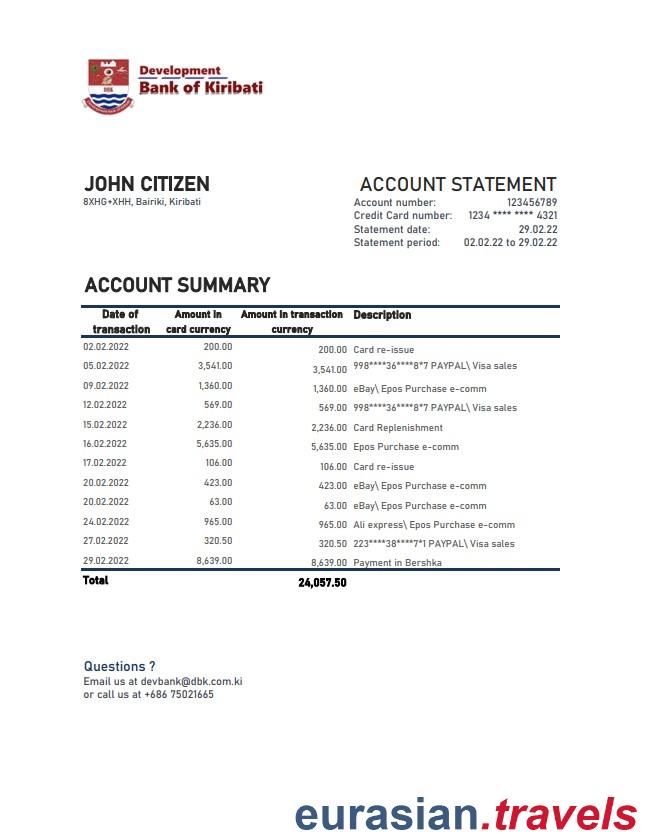 Development
Bank of Kiribati
JOHN CITIZEN
8XHG+XHH, Bairiki, Kiribati
ACCOUNT STATEMENT
Account number: 123456789
Credit Card number: 1234 **** **** 4321
Statement date: 29.02.22
Statement period: 02.02.22 to 29.02.22
ACCOUNT SUMMARY
Date of transaction Amount in card currency Amount in transaction currency Description
02.02.2022 200.00 200.00 Card re-issue
05.02.2022 3,541.00 3,541.00 998****36****8*7 PAYPAL\ Visa sales
09.02.2022 1,360.00 1,360.00 eBay\ Epos Purchase e-comm
12.02.2022 569.00 569.00 998****36****8*7 PAYPAL\ Visa sales
15.02.2022 2,236.00 2,236.00 Card Replenishment
16.02.2022 5,635.00 5,635.00 Epos Purchase e-comm
17.02.2022 106.00 106.00 Card re-issue
20.02.2022 423.00 423.00 eBay\ Epos Purchase e-comm
20.02.2022 63.00 63.00 eBay\ Epos Purchase e-comm
24.02.2022 965.00 965.00 Ali express\ Epos Purchase e-comm
27.02.2022 320.50 320.50 223****38****7*1 PAYPAL\ Visa sales
29.02.2022 8,639.00 8,639.00 Payment in Bershka
Total 24,057.50
Questions ?
Email us at devbank@dbk.com.ki
or call us at +686 75021665
eurasian.travels